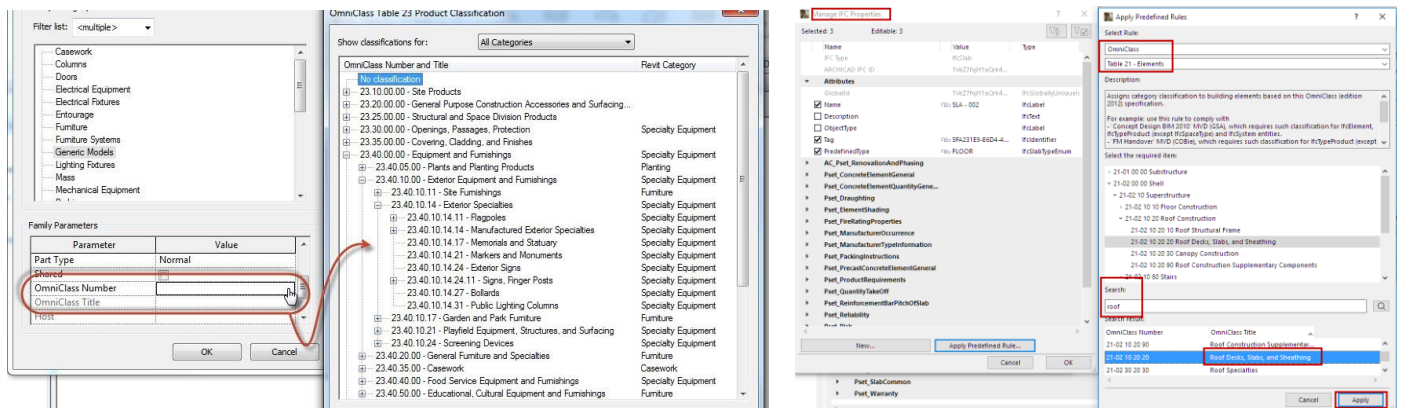 Filter list: <multiple>
Casework
Columns
Doors
Electrical Equipment
Electrical Fixtures
Entourage
Furniture
Furniture Systems
Generic Models
Lighting Fixtures
Mass
Mechanical Equipment
Family Parameters
Parameter Value
Part Type Normal
Shared
OmniClass Number
OmniClass Title
Host
OK Cancel
OmniClass Table 23 Product Classification
Show classifications for: All Categories
OmniClass Number and Title Revit Category
No classification
23.10.00.00 - Site Products
23.20.00.00 - General Purpose Construction Accessories and Surfacing...
23.25.00.00 - Structural and Space Division Products
23.30.00.00 - Openings, Passages, Protection Specialty Equipment
23.35.00.00 - Covering, Cladding, and Finishes
23.40.00.00 - Equipment and Furnishings Specialty Equipment
23.40.05.00 - Plants and Planting Products Planting
23.40.10.00 - Exterior Equipment and Furnishings Specialty Equipment
23.40.10.11 - Site Furnishings Furniture
23.40.10.14 - Exterior Specialties Specialty Equipment
23.40.10.14.11 - Flagpoles Specialty Equipment
23.40.10.14.14 - Manufactured Exterior Specialties Specialty Equipment
23.40.10.14.17 - Memorials and Statuary Specialty Equipment
23.40.10.14.21 - Markers and Monuments Specialty Equipment
23.40.10.14.24 - Exterior Signs Specialty Equipment
23.40.10.14.24.11 - Signs, Finger Posts Specialty Equipment
23.40.10.14.27 - Bollards Specialty Equipment
23.40.10.14.31 - Public Lighting Columns Specialty Equipment
23.40.10.17 - Garden and Park Furniture Furniture
23.40.10.21 - Playfield Equipment, Structures, and Surfacing Specialty Equipment
23.40.10.24 - Screening Devices Specialty Equipment
23.40.20.00 - General Furniture and Specialties Furniture
23.40.35.00 - Casework Casework
23.40.40.00 - Food Service Equipment and Furnishings Specialty Equipment
23.40.50.00 - Educational, Cultural Equipment and Furnishings Furniture
Manage IFC Properties
Selected: 3 Editable: 3
Name Value Type
IFC Type IfcSlab
ARCHICAD IFC ID
Attributes
GlobalId
Name SLA - 002 IfcLabel
Description IfcText
ObjectType IfcLabel
Tag IfcIdentifier
PredefinedType FLOOR IfcSlabTypeEnum
AC_Pset_RenovationAndPhasing
Pset_ConcreteElementGeneral
Pset_ConcreteElementQuantityGene...
Pset_Draughting
Pset_ElementShading
Pset_FireRatingProperties
Pset_ManufacturerOccurrence
Pset_ManufacturerTypeInformation
Pset_PackingInstructions
Pset_PrecastConcreteElementGeneral
Pset_ProductRequirements
Pset_QuantityTakeOff
Pset_ReinforcementBarPitchOfSlab
Pset_Reliability
Pset_Risk
New... Apply Predefined Rule...
Cancel OK
Pset_SlabCommon
Pset_Warranty
Apply Predefined Rules
Select Rule:
OmniClass
Table 21 - Elements
Description:
Assigns category classification to building elements based on this OmniClass (edition
2012) specification.
For example: use this rule to comply with
- 'Concept Design BIM 2010' MVD (GSA), which requires such classification for IfcElement,
IfcTypeProduct (except IfcSpaceType) and IfcSystem entities.
- 'FM Handover' MVD (COBie), which requires such classification for IfcTypeProduct (except
Select the required item:
21-01 00 00 Substructure
21-02 00 00 Shell
21-02 10 Superstructure
21-02 10 10 Floor Construction
21-02 10 20 Roof Construction
21-02 10 20 10 Roof Structural Frame
21-02 10 20 20 Roof Decks, Slabs, and Sheathing
21-02 10 20 30 Canopy Construction
21-02 10 20 90 Roof Construction Supplementary Components
21-02 10 80 Stairs
Search:
roof
Search result:
OmniClass Number OmniClass Title
21-02 10 20 90 Roof Construction Supplementar...
21-02 10 20 20 Roof Decks, Slabs, and Sheathing
21-02 30 20 30 Roof Specialties
Cancel Apply